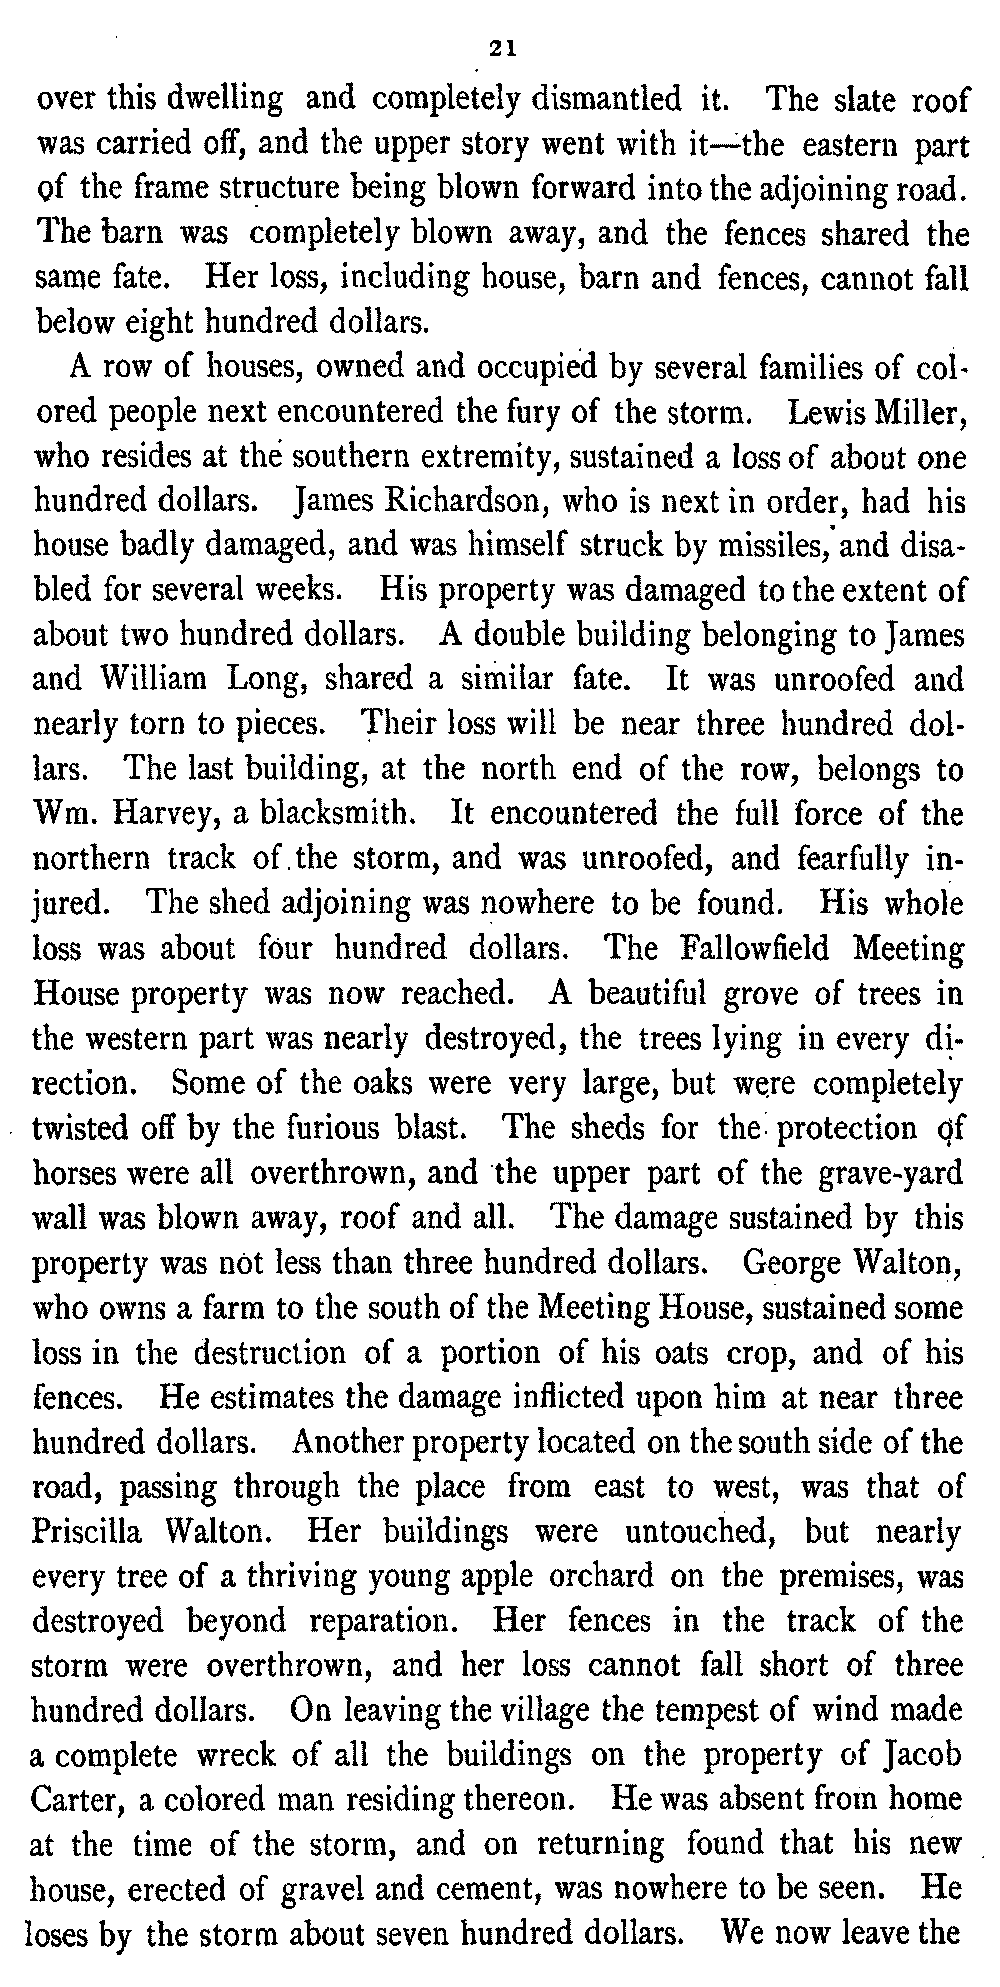 21
over this dwelling and completely dismantled it. The slate roof
was carried off, and the upper story went with it—the eastern part
of the frame structure being blown forward into the adjoining road.
The barn was completely blown away, and the fences shared the
same fate. Her loss, including house, barn and fences, cannot fall
below eight hundred dollars.
A row of houses, owned and occupied by several families of col-
ored people next encountered the fury of the storm. Lewis Miller,
who resides at the southern extremity, sustained a loss of about one
hundred dollars. James Richardson, who is next in order, had his
house badly damaged, and was himself struck by missiles, and disa-
bled for several weeks. His property was damaged to the extent of
about two hundred dollars. A double building belonging to James
and William Long, shared a similar fate. It was unroofed and
nearly torn to pieces. Their loss will be near three hundred dol-
lars. The last building, at the north end of the row, belongs to
Wm. Harvey, a blacksmith. It encountered the full force of the
northern track of the storm, and was unroofed, and fearfully in-
jured. The shed adjoining was nowhere to be found. His whole
loss was about four hundred dollars. The Fallowfield Meeting
House property was now reached. A beautiful grove of trees in
the western part was nearly destroyed, the trees lying in every di-
rection. Some of the oaks were very large, but were completely
twisted off by the furious blast. The sheds for the protection of
horses were all overthrown, and the upper part of the grave-yard
wall was blown away, roof and all. The damage sustained by this
property was not less than three hundred dollars. George Walton,
who owns a farm to the south of the Meeting House, sustained some
loss in the destruction of a portion of his oats crop, and of his
fences. He estimates the damage inflicted upon him at near three
hundred dollars. Another property located on the south side of the
road, passing through the place from east to west, was that of
Priscilla Walton. Her buildings were untouched, but nearly
every tree of a thriving young apple orchard on the premises, was
destroyed beyond reparation. Her fences in the track of the
storm were overthrown, and her loss cannot fall short of three
hundred dollars. On leaving the village the tempest of wind made
a complete wreck of all the buildings on the property of Jacob
Carter, a colored man residing thereon. He was absent from home
at the time of the storm, and on returning found that his new
house, erected of gravel and cement, was nowhere to be seen. He
loses by the storm about seven hundred dollars. We now leave the